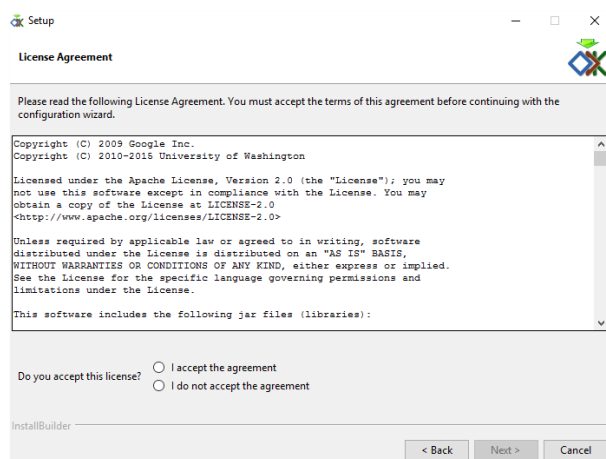 Setup
License Agreement
Please read the following License Agreement. You must accept the terms of this agreement before continuing with the
configuration wizard.
Copyright (C) 2009 Google Inc.
Copyright (C) 2010-2015 University of Washington
Licensed under the Apache License, Version 2.0 (the "License"); you may
not use this software except in compliance with the License. You may
obtain a copy of the License at LICENSE-2.0
<http://www.apache.org/licenses/LICENSE-2.0>
Unless required by applicable law or agreed to in writing, software
distributed under the License is distributed on an "AS IS" BASIS,
WITHOUT WARRANTIES OR CONDITIONS OF ANY KIND, either express or implied.
See the License for the specific language governing permissions and
limitations under the License.
This software includes the following jar files (libraries):
Do you accept this license?
I accept the agreement
I do not accept the agreement
InstallBuilder
< Back
Next >
Cancel